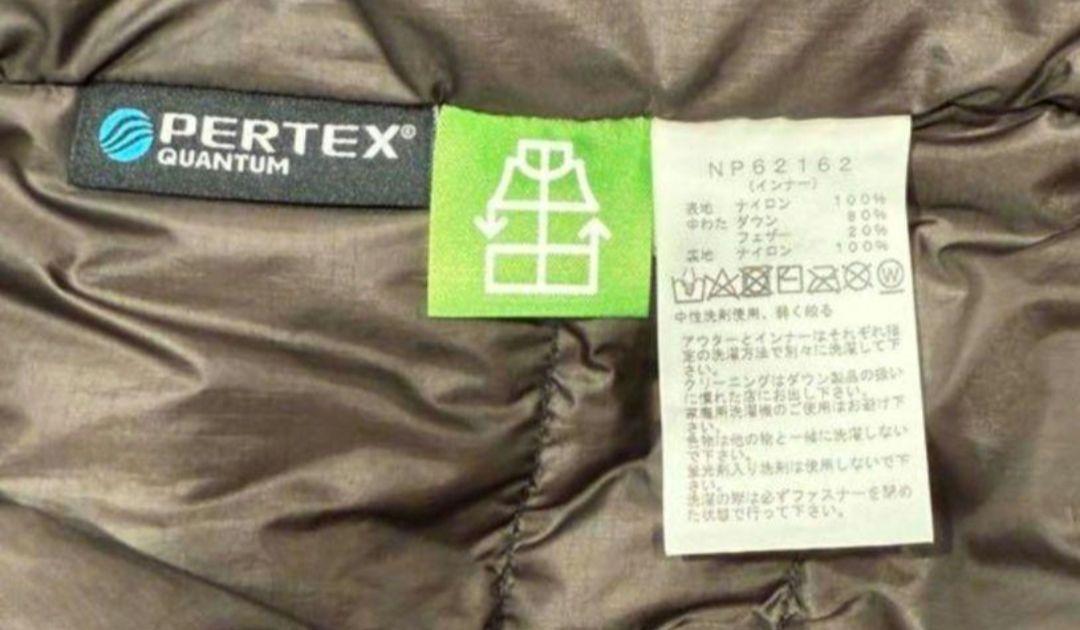 PERTEX®
QUANTUM
NP62162
(インナー)
表地 ナイロン 100%
中わた ダウン 80%
フェザー 20%
裏地 ナイロン 100%
W
中性洗剤使用、弱く絞る
アウターとインナーはそれぞれ指
定の洗濯方法で別々に洗濯して下
さい。
クリーニングはダウン製品の扱い
に慣れた店にお出し下さい。
家庭用洗濯機のご使用はお避け下
さい。
色物は他の物と一緒に洗濯しない
で下さい。
蛍光剤入り洗剤は使用しないで下
さい。
洗濯の際は必ずファスナーを閉め
た状態で行って下さい。